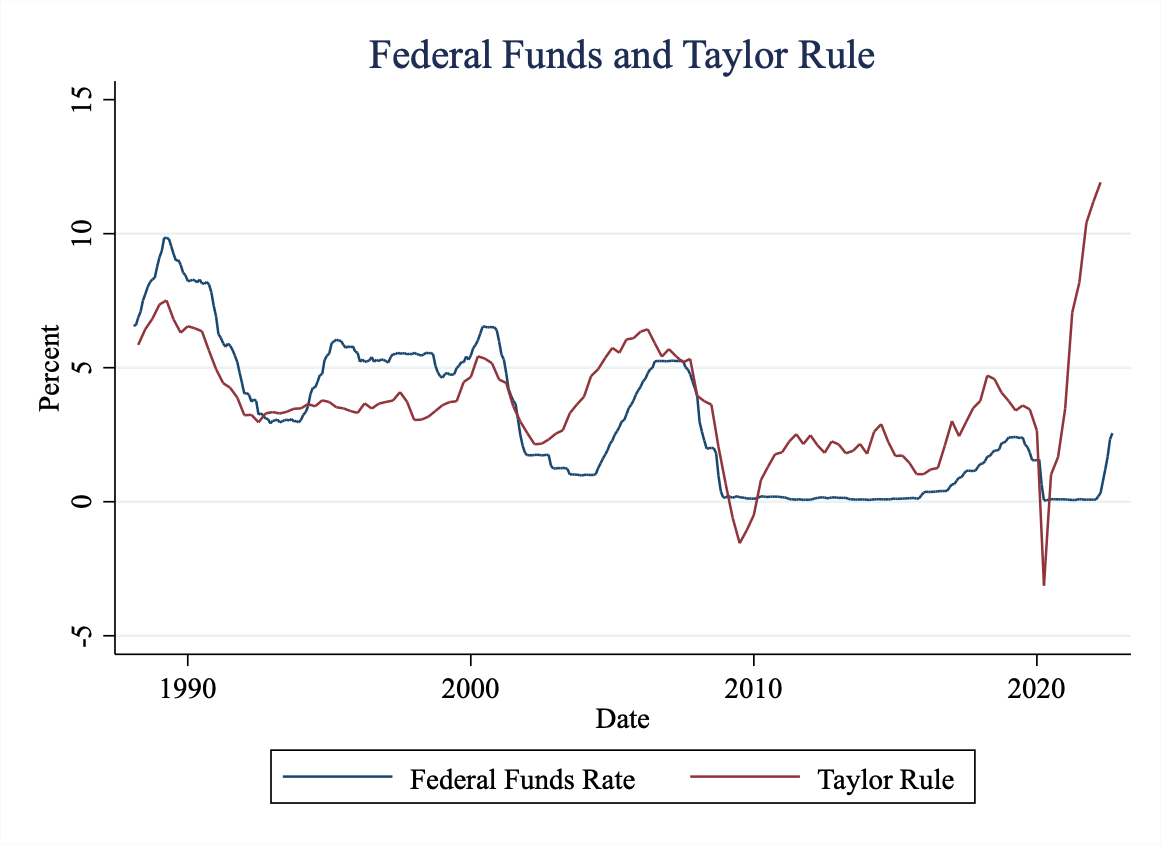 Federal Funds and Taylor Rule
15
10
5
0
-5
Percent
1990 2000 2010 2020
Date
Federal Funds Rate Taylor Rule